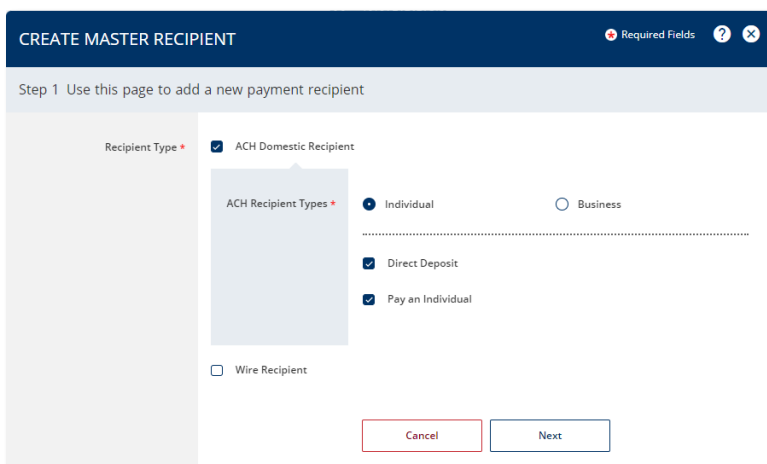 CREATE MASTER RECIPIENT
* Required Fields ?
Step 1 Use this page to add a new payment recipient
Recipient Type * ACH Domestic Recipient
ACH Recipient Types * Individual Business
Direct Deposit
Pay an Individual
Wire Recipient
Cancel Next